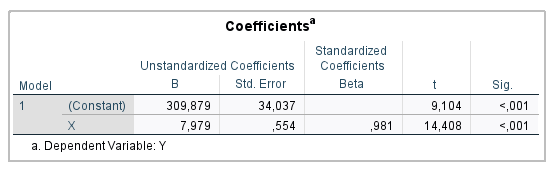 Coefficientsᵃ
Unstandardized Coefficients Standardized Coefficients
Model B Std. Error Beta t Sig.
1 (Constant) 309,879 34,037 9,104 <,001
X 7,979 ,554 ,981 14,408 <,001
a. Dependent Variable: Y